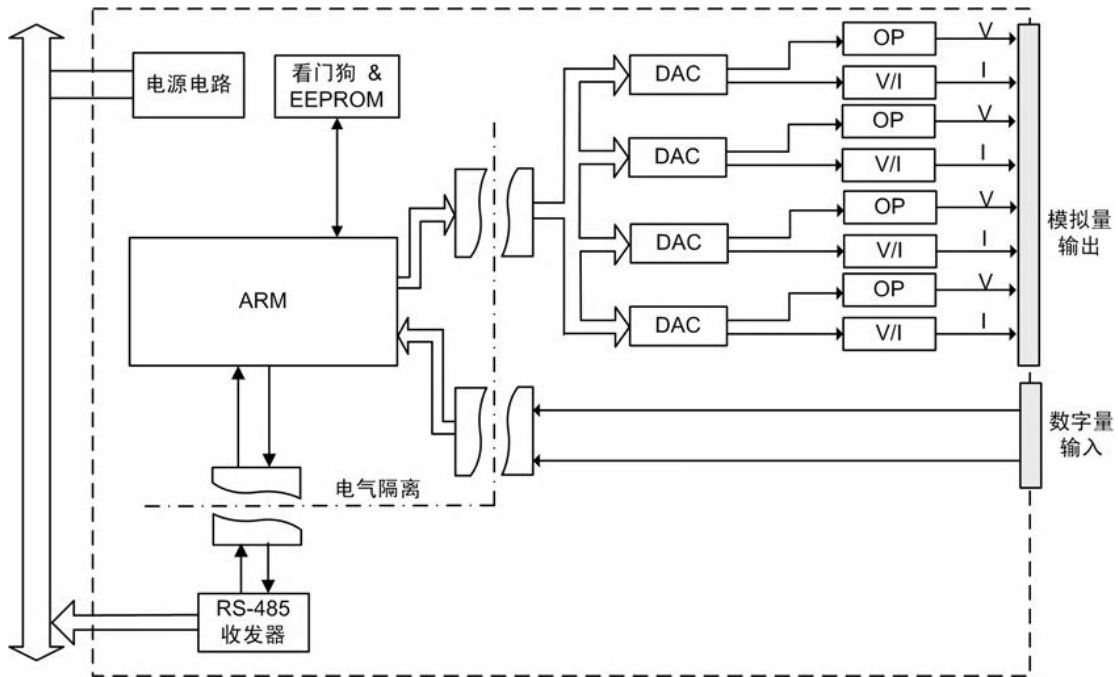 电源电路
看门狗 &
EEPROM
ARM
电气隔离
RS-485
收发器
DAC
DAC
DAC
DAC
OP
V
V/I
I
OP
V
V/I
I
OP
V
V/I
I
OP
V
V/I
I
模拟量
输出
数字量
输入